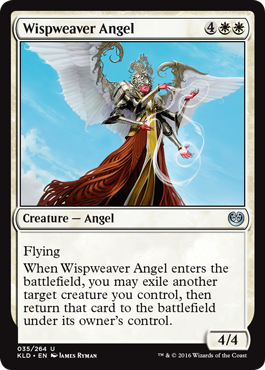 Wispweaver Angel 4
Creature — Angel
Flying
When Wispweaver Angel enters the
battlefield, you may exile another
target creature you control, then
return that card to the battlefield
under its owner's control.
4/4
035/264 U
KLD • EN James Ryman
™ & © 2016 Wizards of the Coast